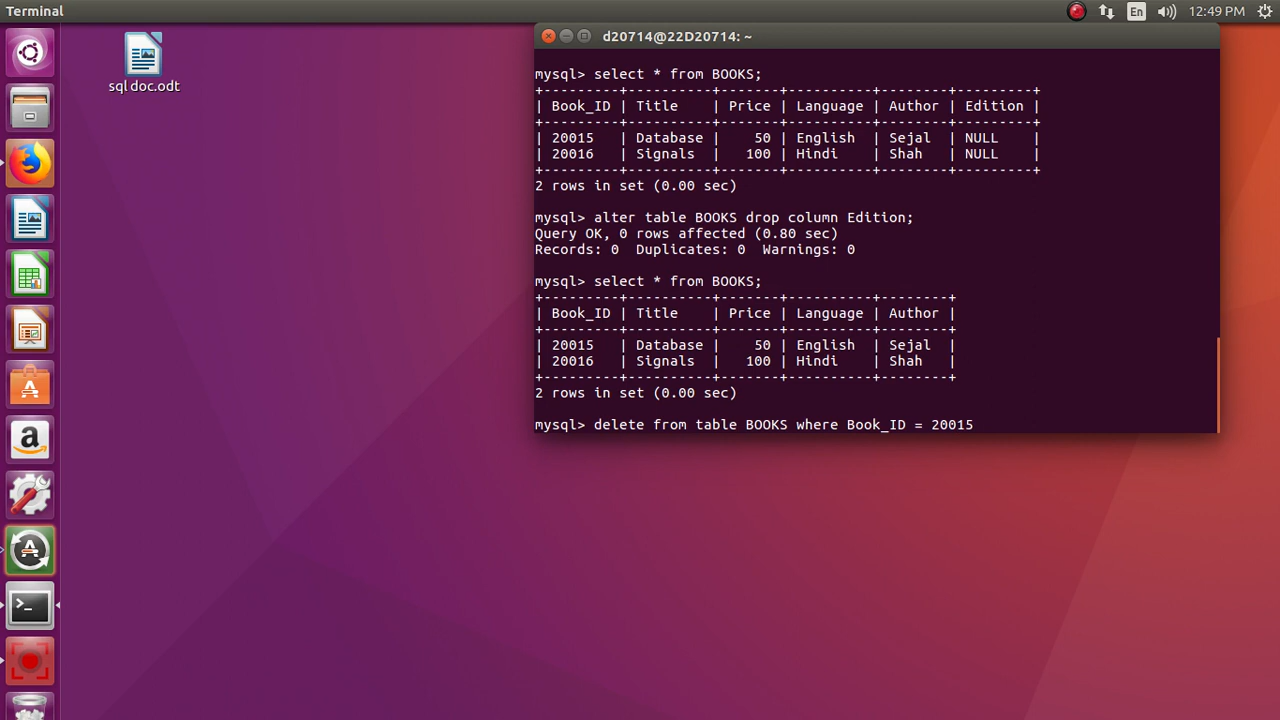 Terminal
En
12:49 PM
sql doc.odt
d20714@22D20714: ~
mysql> select * from BOOKS;
+---------+----------+-------+----------+--------+---------+
| Book_ID | Title    | Price | Language | Author | Edition |
+---------+----------+-------+----------+--------+---------+
| 20015   | Database |    50 | English  | Sejal  | NULL    |
| 20016   | Signals  |   100 | Hindi    | Shah   | NULL    |
+---------+----------+-------+----------+--------+---------+
2 rows in set (0.00 sec)
mysql> alter table BOOKS drop column Edition;
Query OK, 0 rows affected (0.80 sec)
Records: 0  Duplicates: 0  Warnings: 0
mysql> select * from BOOKS;
+---------+----------+-------+----------+--------+
| Book_ID | Title    | Price | Language | Author |
+---------+----------+-------+----------+--------+
| 20015   | Database |    50 | English  | Sejal  |
| 20016   | Signals  |   100 | Hindi    | Shah   |
+---------+----------+-------+----------+--------+
2 rows in set (0.00 sec)
mysql> delete from table BOOKS where Book_ID = 20015